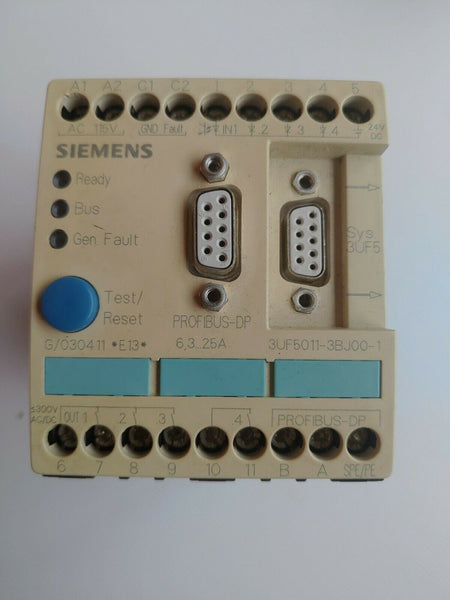 A1 A2 C1 C2 1 2 3 4 5
AC 115V GND Fault IN1 2 3 4 24V DC
SIEMENS
Ready
Bus
Gen. Fault
Sys. 3UF5
Test/
Reset
PROFIBUS-DP
G/030411 *E13* 6,3...25A 3UF5011-3BJ00-1
≤300V
AC/DC OUT 1 2 3 4 PROFIBUS-DP
6 7 8 9 10 11 B A SPE/PE